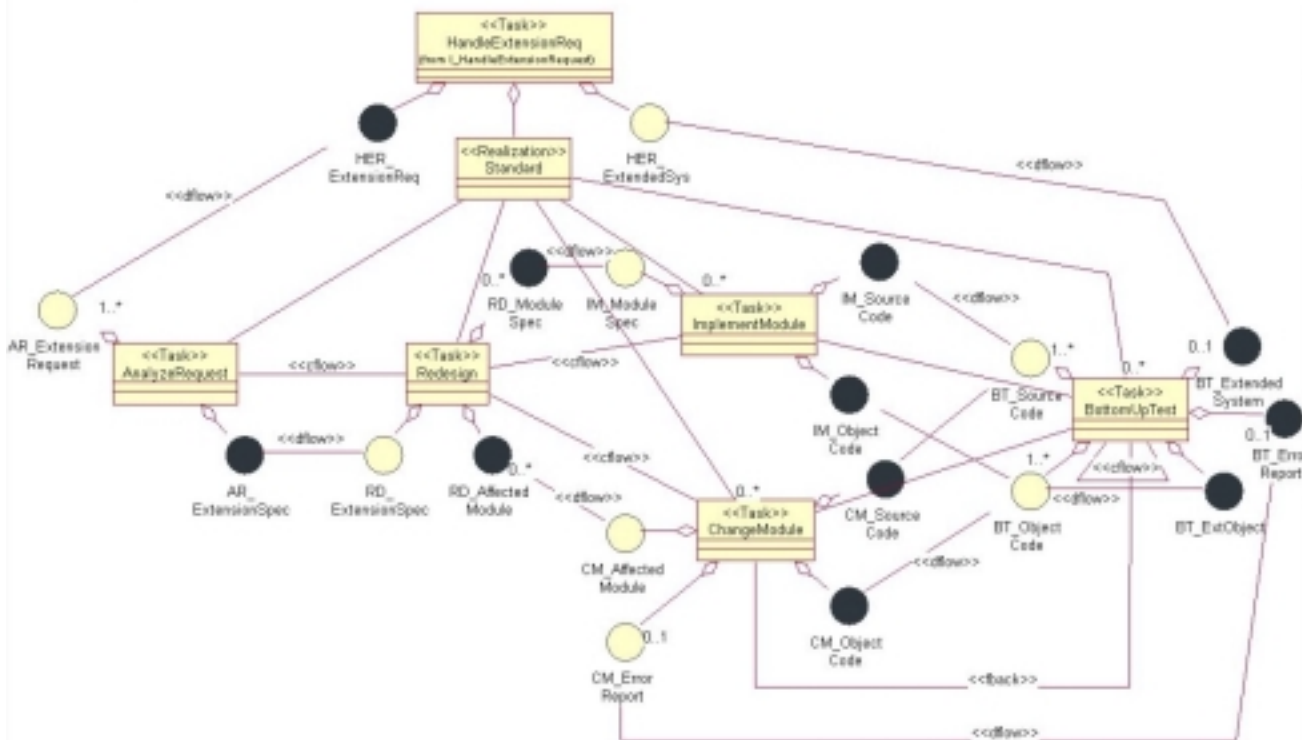 <<Task>>
HandleExtensionReq
(from I_HandleExtensionRequest)
HER_
ExtensionReq
<<Realization>>
Standard
HER_
ExtendedSys
<<dflow>>
<<dflow>>
<<dflow>>
0..*
RD_Module
Spec
IM_Module
Spec
0..*
IM_Source
Code
<<dflow>>
1..*
AR_Extension
Request
<<Task>>
AnalyzeRequest
<<cflow>>
<<Task>>
Redesign
<<cflow>>
<<Task>>
ImplementModule
BT_Source
Code
1..*
0..*
0..1
BT_Extended
System
<<Task>>
BottomUpTest
0..1
BT_Error
Report
IM_Object
Code
<<dflow>>
<<cflow>>
1..*
<<cflow>>
AR_
ExtensionSpec
RD_
ExtensionSpec
0..*
RD_Affected
Module
<<dflow>>
0..*
<<Task>>
ChangeModule
CM_Source
Code
<<dflow>>
BT_Object
Code
BT_ExtObject
CM_Affected
Module
<<dflow>>
0..1
CM_Error
Report
CM_Object
Code
<<fback>>
<<dflow>>